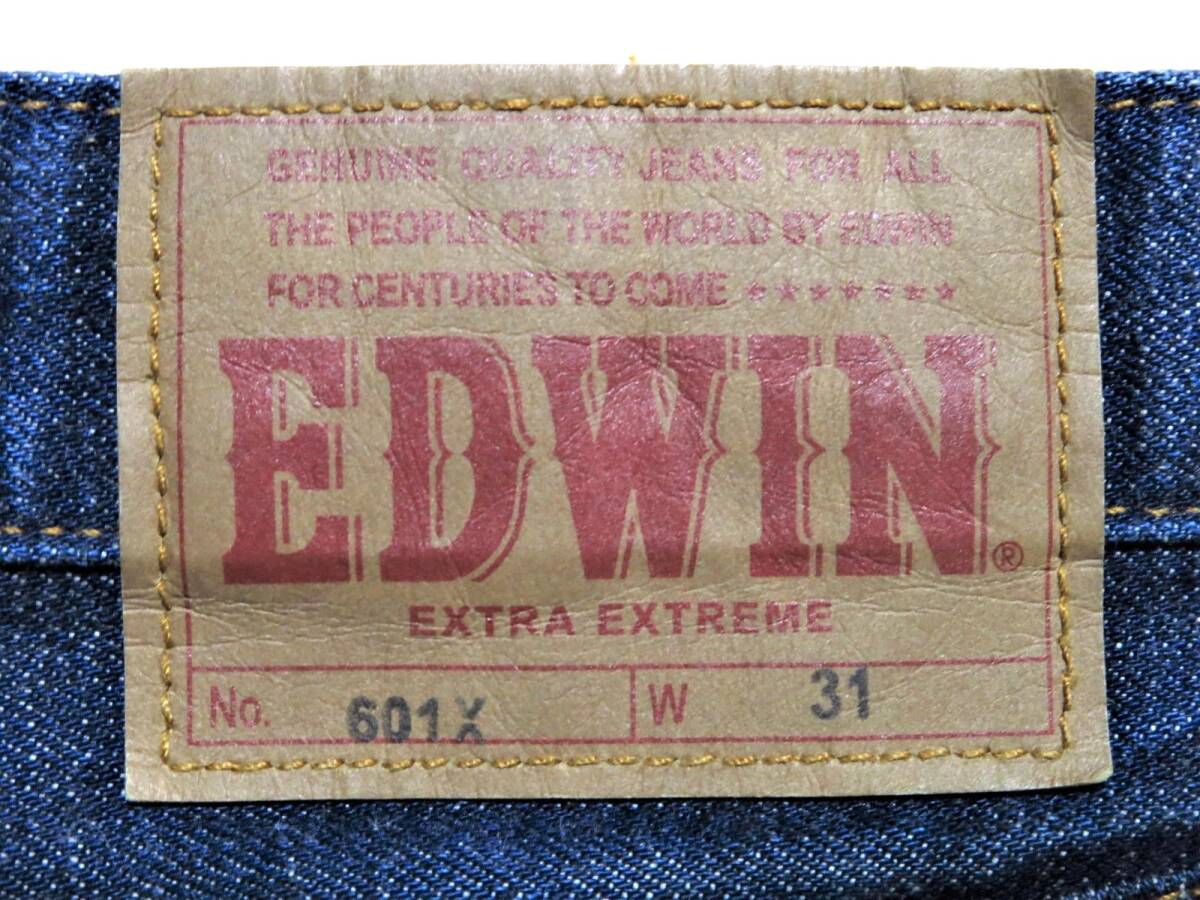 GENUINE QUALITY JEANS FOR ALL
THE PEOPLE OF THE WORLD BY EDWIN
FOR CENTURIES TO COME ★★★★★★★
EDWIN®
EXTRA EXTREME
No. 601X W 31